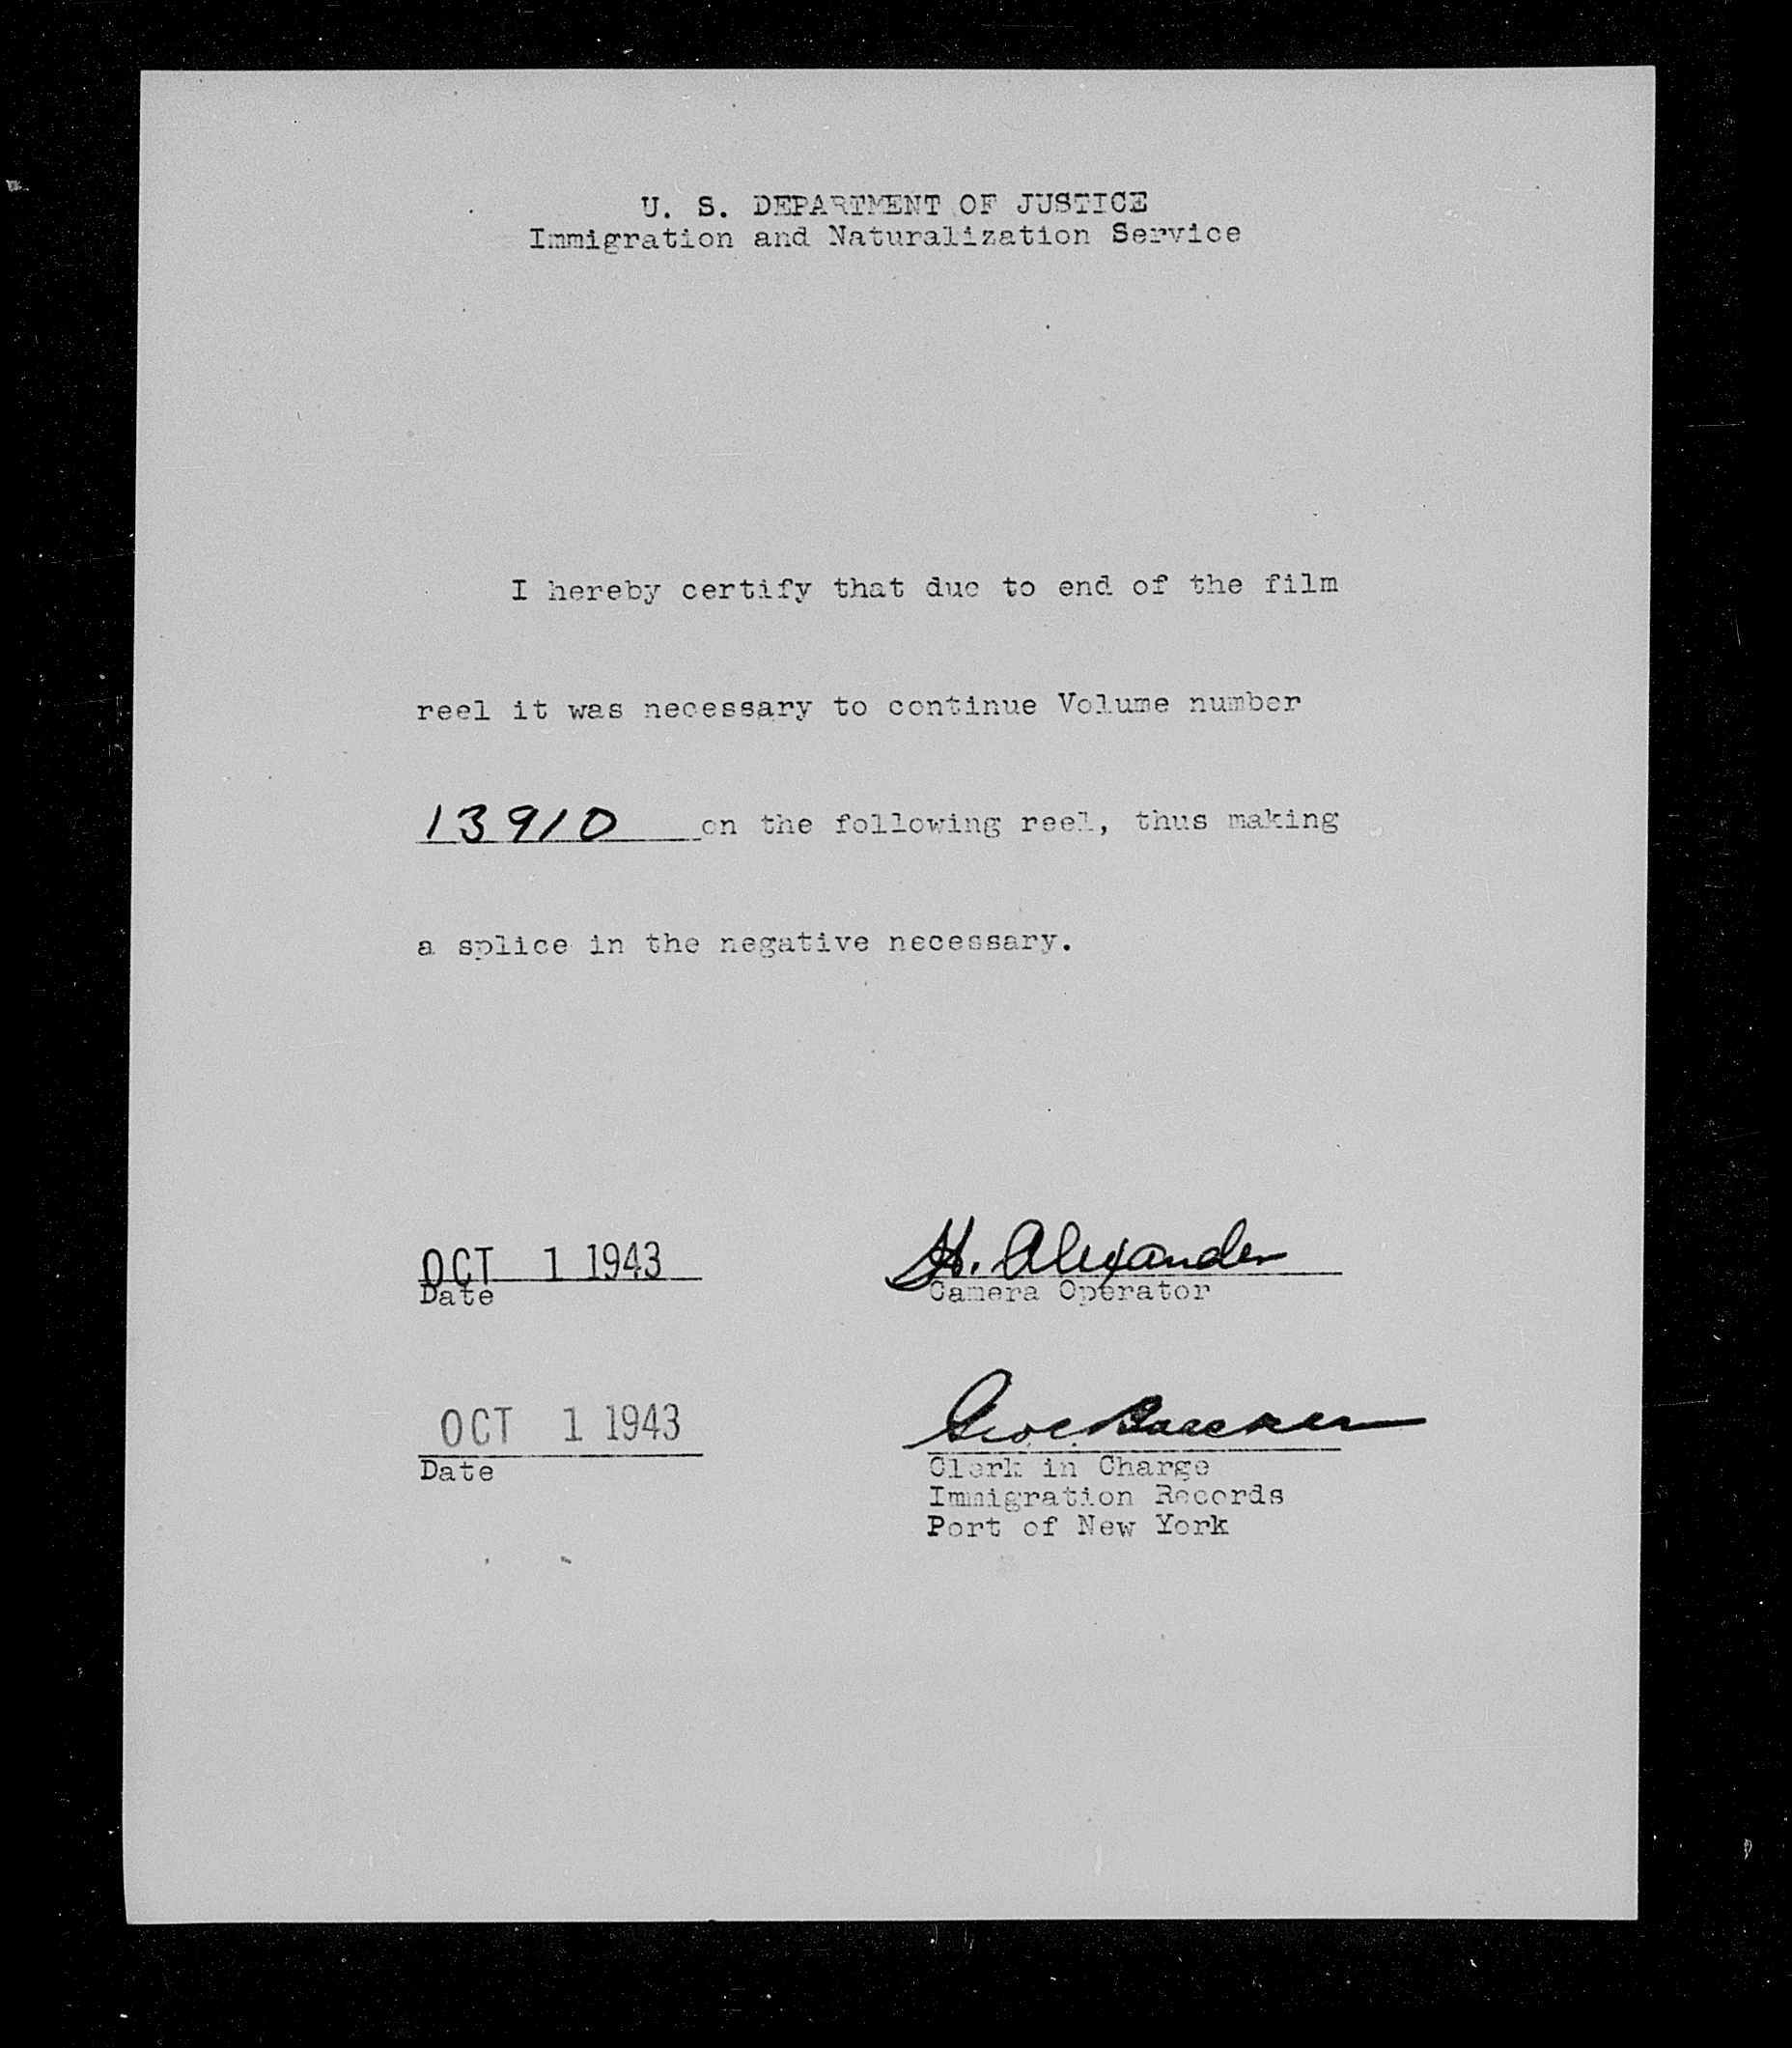 U. S. DEPARTMENT OF JUSTICE
Immigration and Naturalization Service
I hereby certify that due to end of the film
reel it was necessary to continue Volume number
13910 on the following reel, thus making
a splice in the negative necessary.
OCT 1 1943
Date
H. Alexander
Camera Operator
OCT 1 1943
Date
Clerk in Charge
Immigration Records
Port of New York